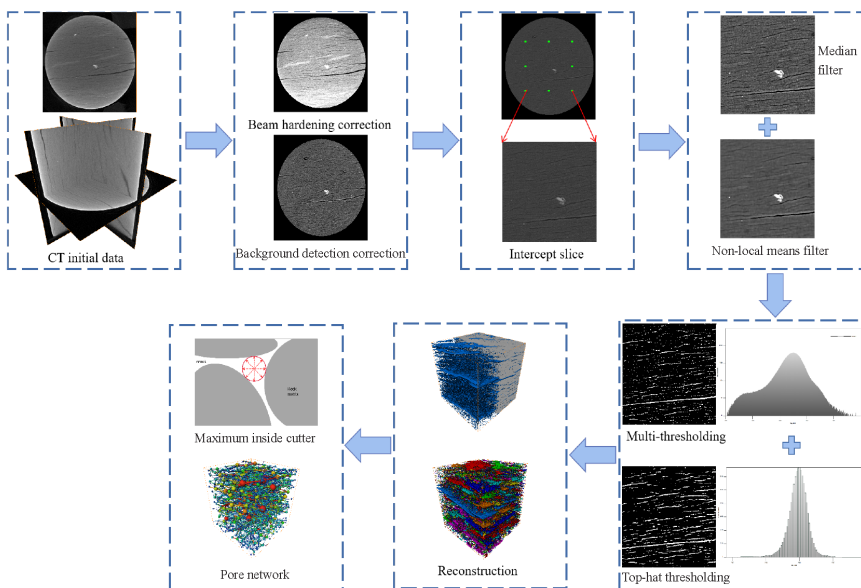 CT initial data
Beam hardening correction
Background detection correction
Intercept slice
Median
filter
Non-local means filter
Multi-thresholding
Top-hat thresholding
Reconstruction
Maximum inside cutter
Pore network